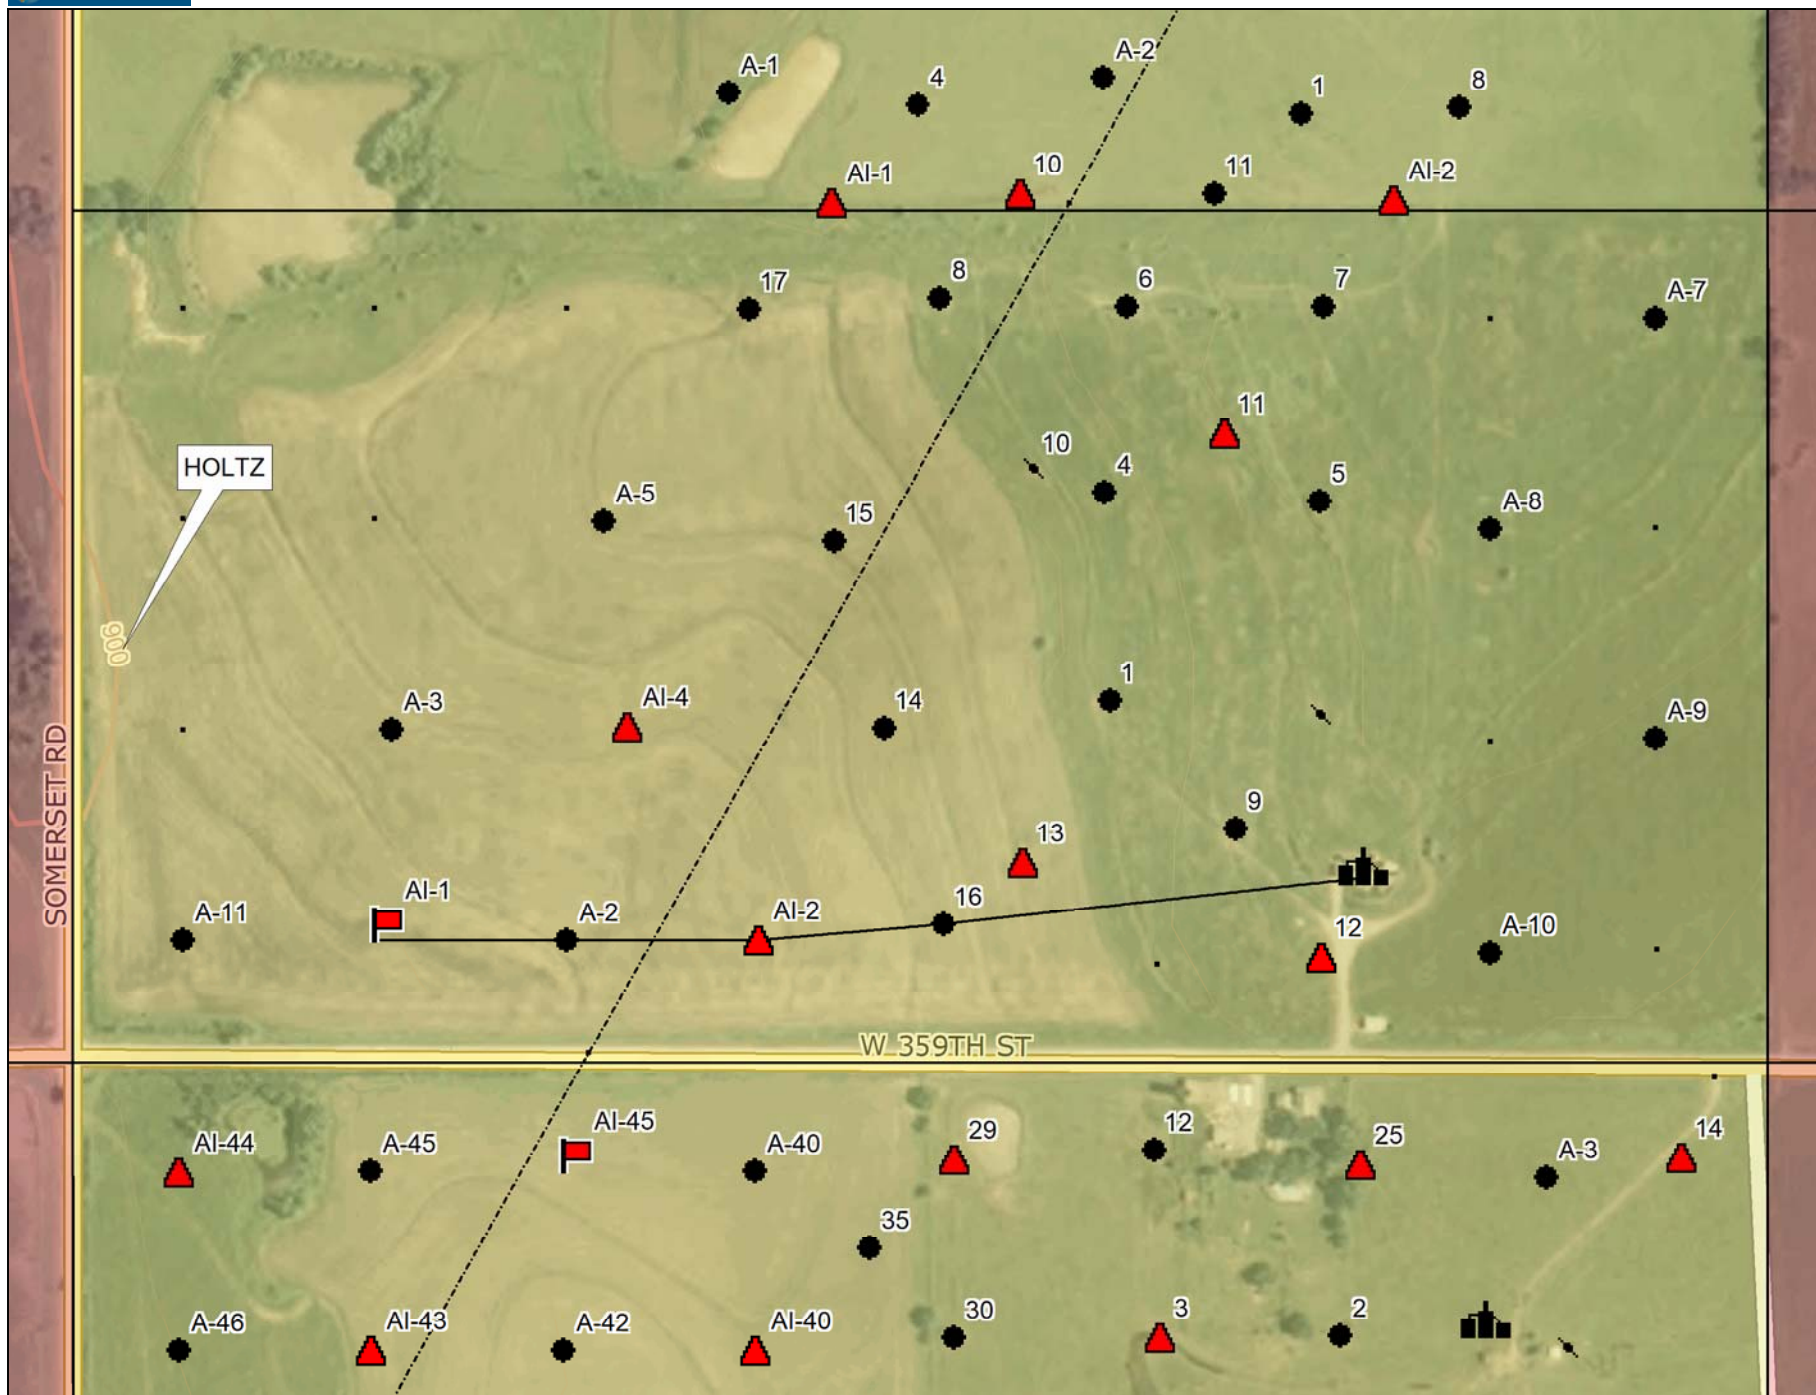 A-2
A-1
4
1
8
AI-1
10
11
AI-2
17
8
6
7
A-7
11
10
HOLTZ
A-5
15
4
5
A-8
900
A-3
AI-4
14
1
A-9
SOMERSET RD
9
13
A-11
AI-1
A-2
AI-2
16
12
A-10
W 359TH ST
AI-44
A-45
AI-45
A-40
29
12
25
A-3
14
35
A-46
AI-43
A-42
AI-40
30
3
2